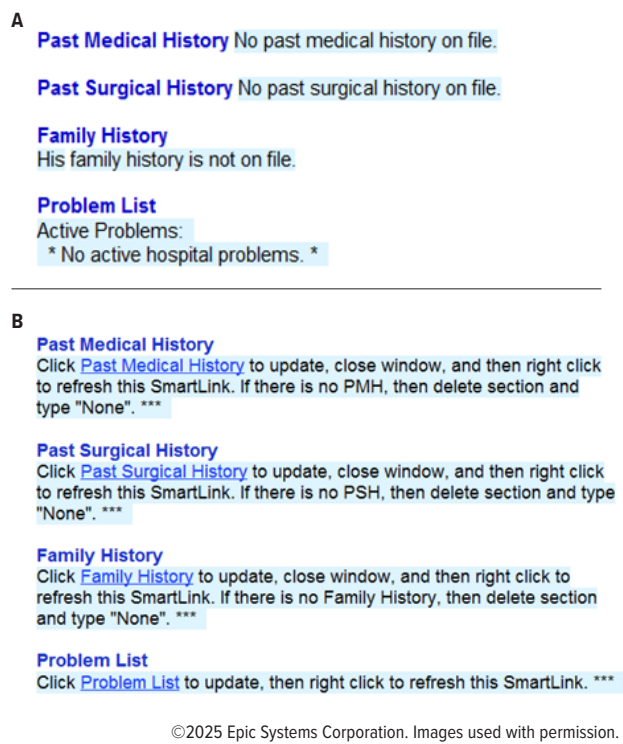 A
Past Medical History No past medical history on file.
Past Surgical History No past surgical history on file.
Family History
His family history is not on file.
Problem List
Active Problems:
* No active hospital problems. *
B
Past Medical History
Click Past Medical History to update, close window, and then right click
to refresh this SmartLink. If there is no PMH, then delete section and
type "None". ***
Past Surgical History
Click Past Surgical History to update, close window, and then right click
to refresh this SmartLink. If there is no PSH, then delete section and type
"None". ***
Family History
Click Family History to update, close window, and then right click to
refresh this SmartLink. If there is no Family History, then delete section
and type "None". ***
Problem List
Click Problem List to update, then right click to refresh this SmartLink. ***
©2025 Epic Systems Corporation. Images used with permission.